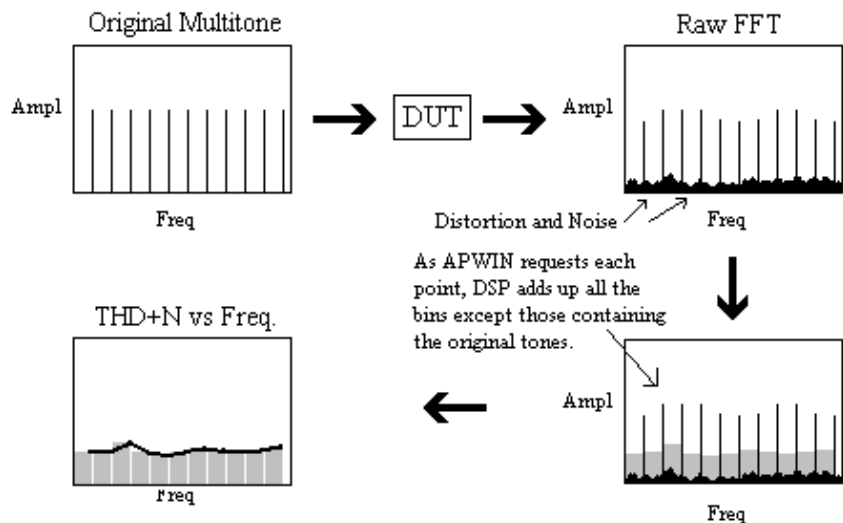 Original Multitone
Raw FFT
Ampl
DUT
Ampl
Freq
Distortion and Noise
Freq
As APWIN requests each
point, DSP adds up all the
bins except those containing
the original tones.
THD+N vs Freq.
Ampl
Freq
Freq